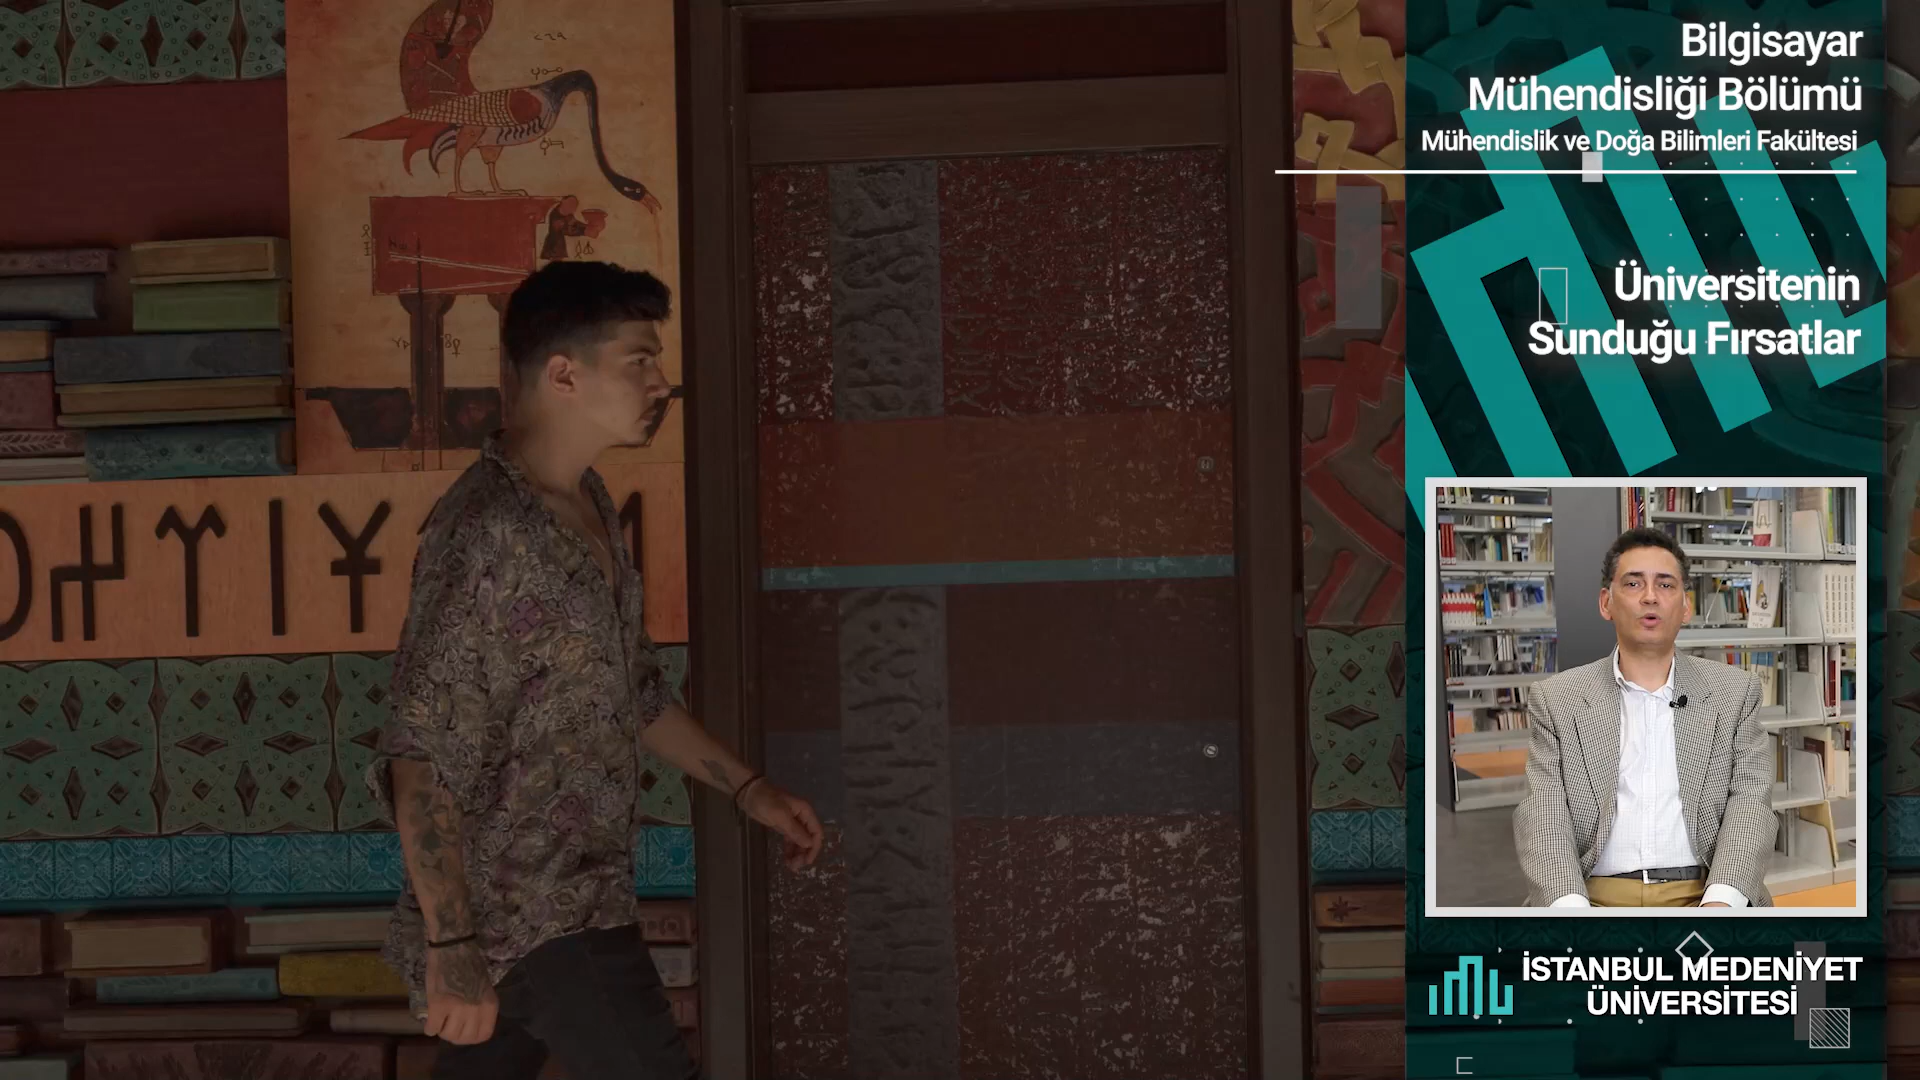 Bilgisayar
Mühendisliği Bölümü
Mühendislik ve Doğa Bilimleri Fakültesi
Üniversitenin
Sunduğu Fırsatlar
İSTANBUL MEDENİYET
ÜNİVERSİTESİ